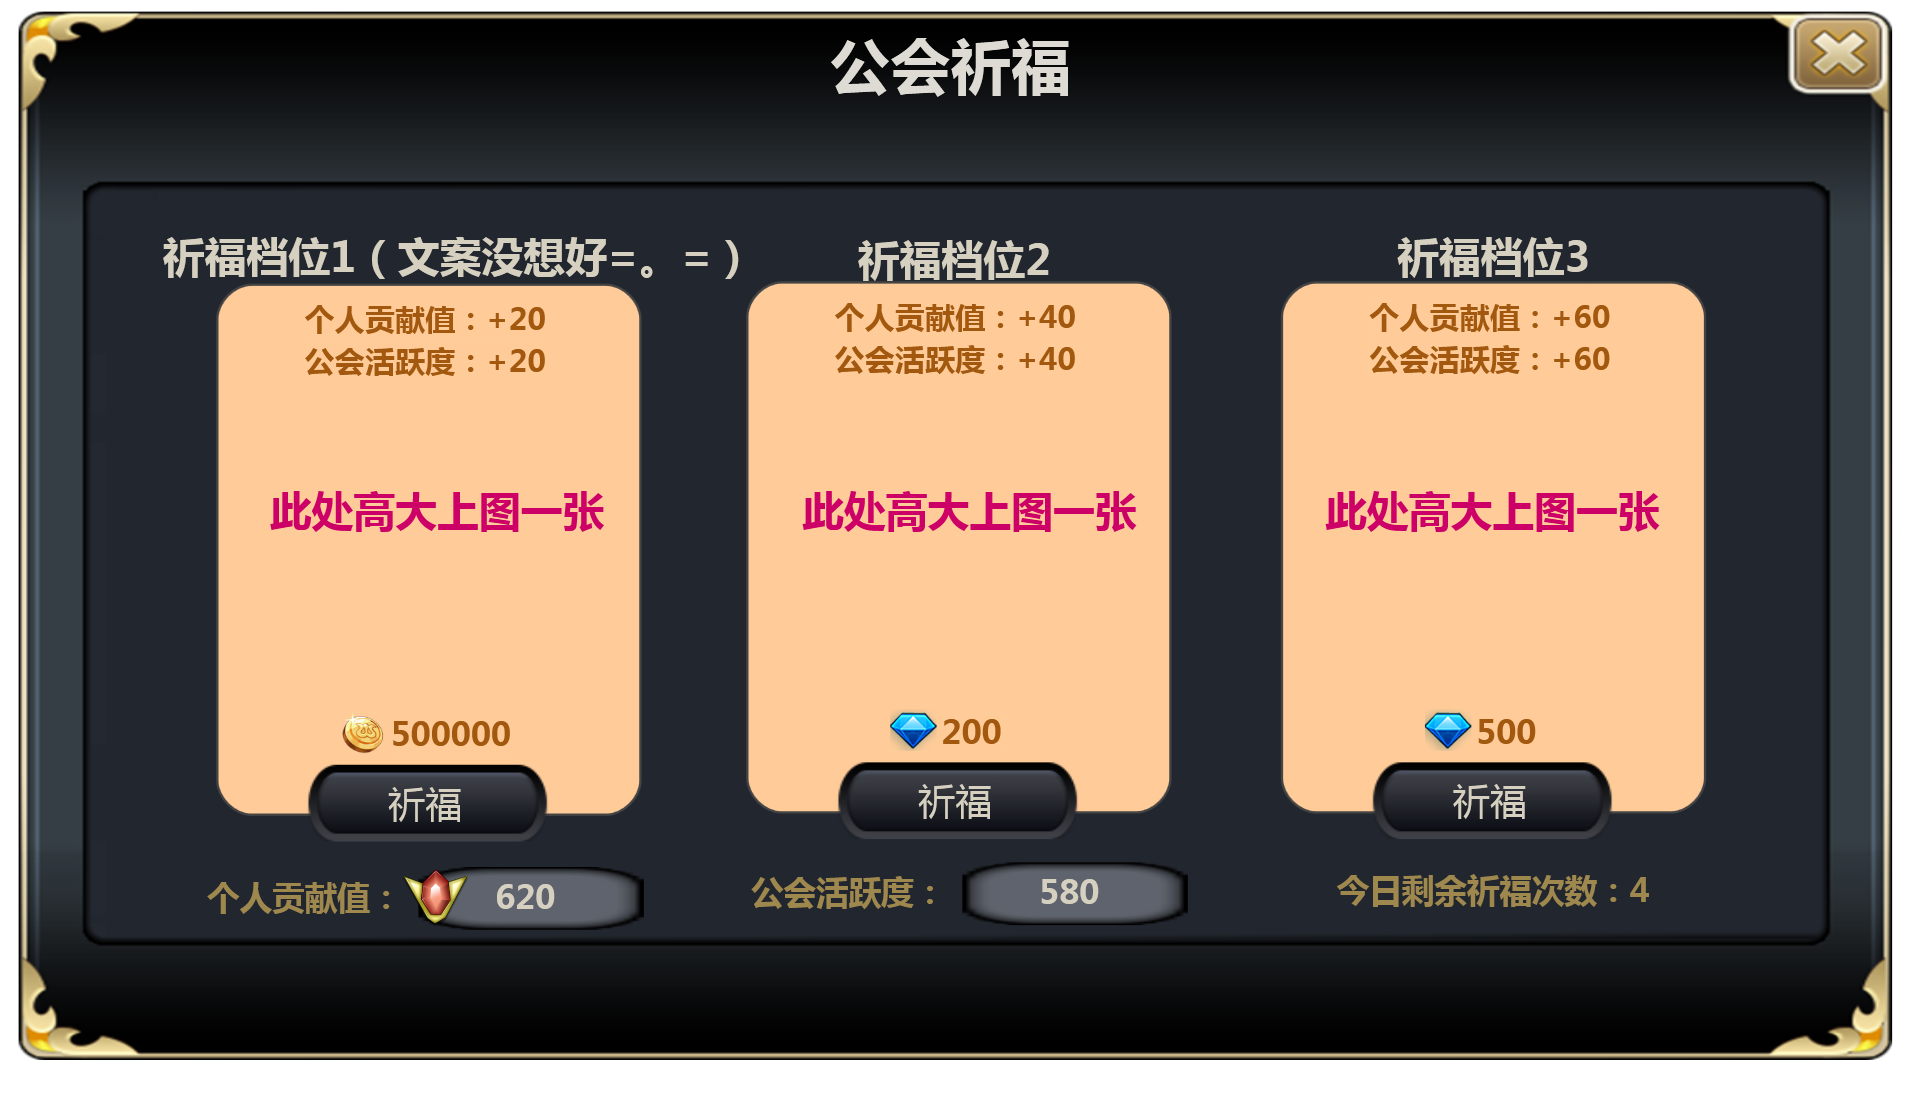 公会祈福
祈福档位1（文案没想好=。=）
个人贡献值：+20
公会活跃度：+20
此处高大上图一张
500000
祈福
祈福档位2
个人贡献值：+40
公会活跃度：+40
此处高大上图一张
200
祈福
祈福档位3
个人贡献值：+60
公会活跃度：+60
此处高大上图一张
500
祈福
个人贡献值：620
公会活跃度：580
今日剩余祈福次数：4